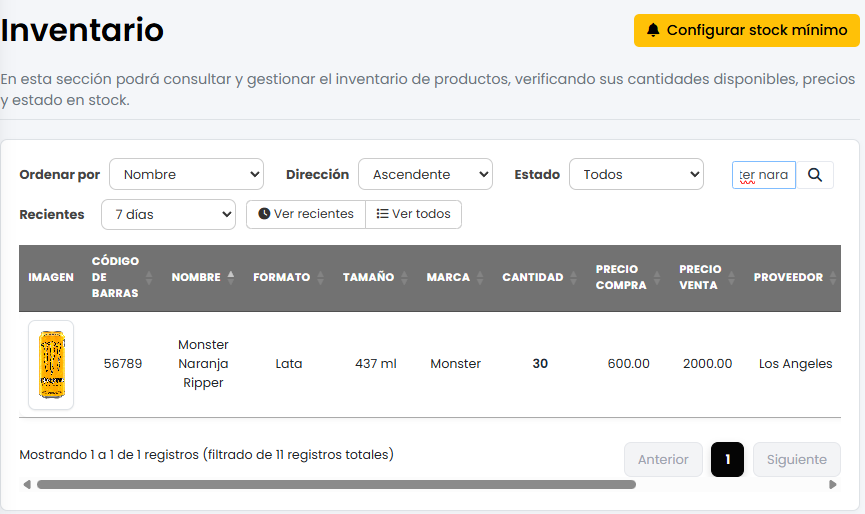 Inventario
Configurar stock mínimo
En esta sección podrá consultar y gestionar el inventario de productos, verificando sus cantidades disponibles, precios
y estado en stock.
Ordenar por Nombre Dirección Ascendente Estado Todos ter nara
Recientes 7 días Ver recientes Ver todos
IMAGEN CÓDIGO DE BARRAS NOMBRE FORMATO TAMAÑO MARCA CANTIDAD PRECIO COMPRA PRECIO VENTA PROVEEDOR
56789 Monster Naranja Ripper Lata 437 ml Monster 30 600.00 2000.00 Los Angeles
Mostrando 1 a 1 de 1 registros (filtrado de 11 registros totales)
Anterior 1 Siguiente